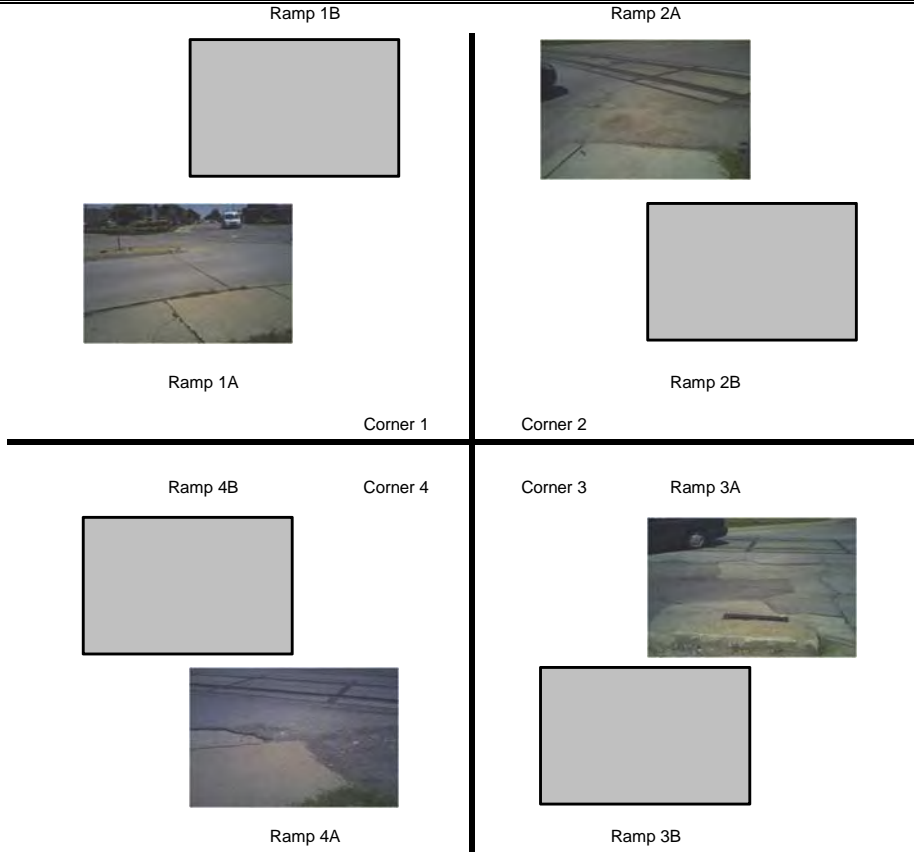 Ramp 1B
Ramp 2A
Ramp 1A
Ramp 2B
Corner 1
Corner 2
Ramp 4B
Corner 4
Corner 3
Ramp 3A
Ramp 4A
Ramp 3B